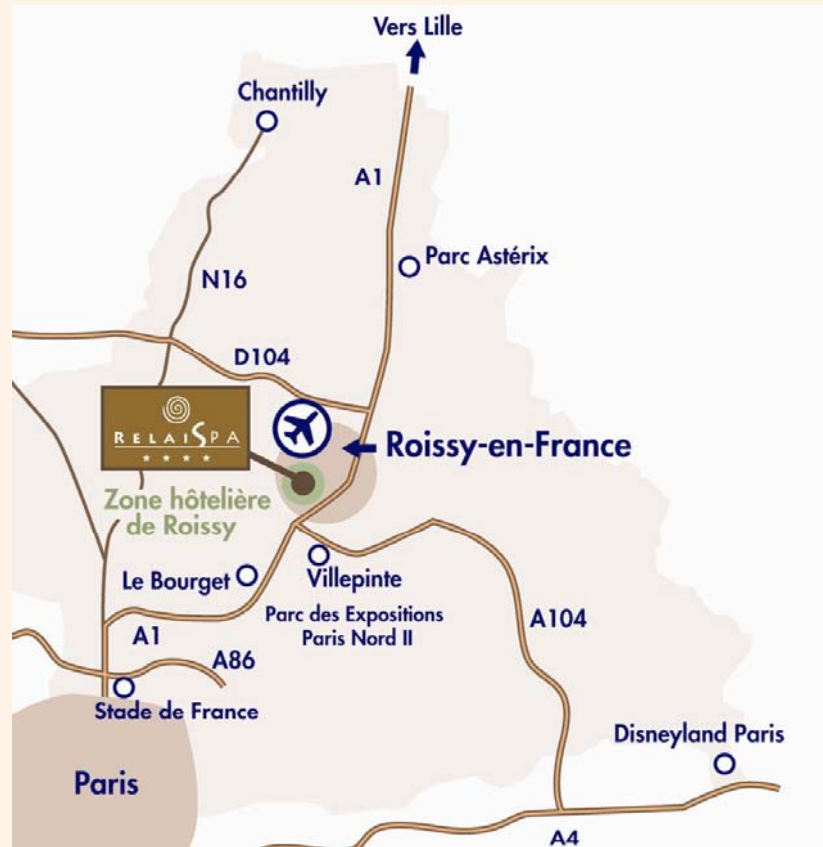 Vers Lille
Chantilly
A1
Parc Astérix
N16
D104
RELAISPA
★ ★ ★ ★
Roissy-en-France
Zone hôtelière
de Roissy
Le Bourget
Villepinte
Parc des Expositions
Paris Nord II
A104
A1
A86
Stade de France
Disneyland Paris
Paris
A4